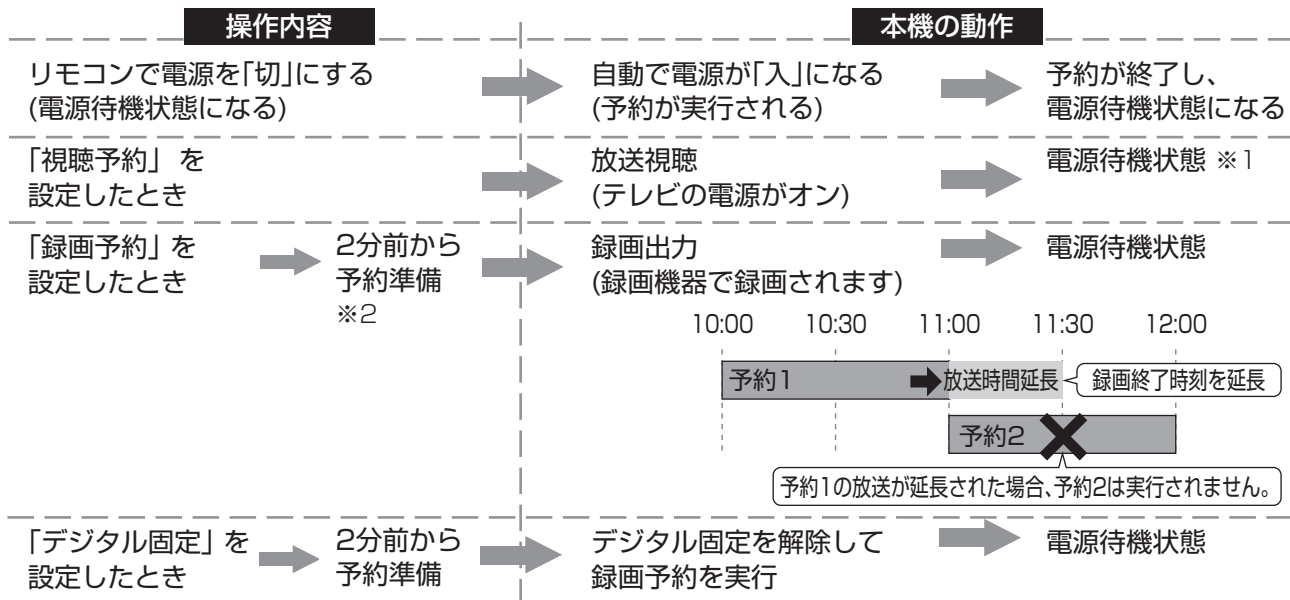 操作内容
本機の動作
リモコンで電源を｢切｣にする
(電源待機状態になる)
自動で電源が｢入｣になる
(予約が実行される)
予約が終了し、
電源待機状態になる
｢視聴予約｣ を
設定したとき
放送視聴
(テレビの電源がオン)
電源待機状態 ※1
｢録画予約｣ を
設定したとき
2分前から
予約準備
※2
録画出力
(録画機器で録画されます)
電源待機状態
10:00 10:30 11:00 11:30 12:00
予約1
放送時間延長
録画終了時刻を延長
予約2
予約1の放送が延長された場合、予約2は実行されません。
｢デジタル固定｣ を
設定したとき
2分前から
予約準備
デジタル固定を解除して
録画予約を実行
電源待機状態